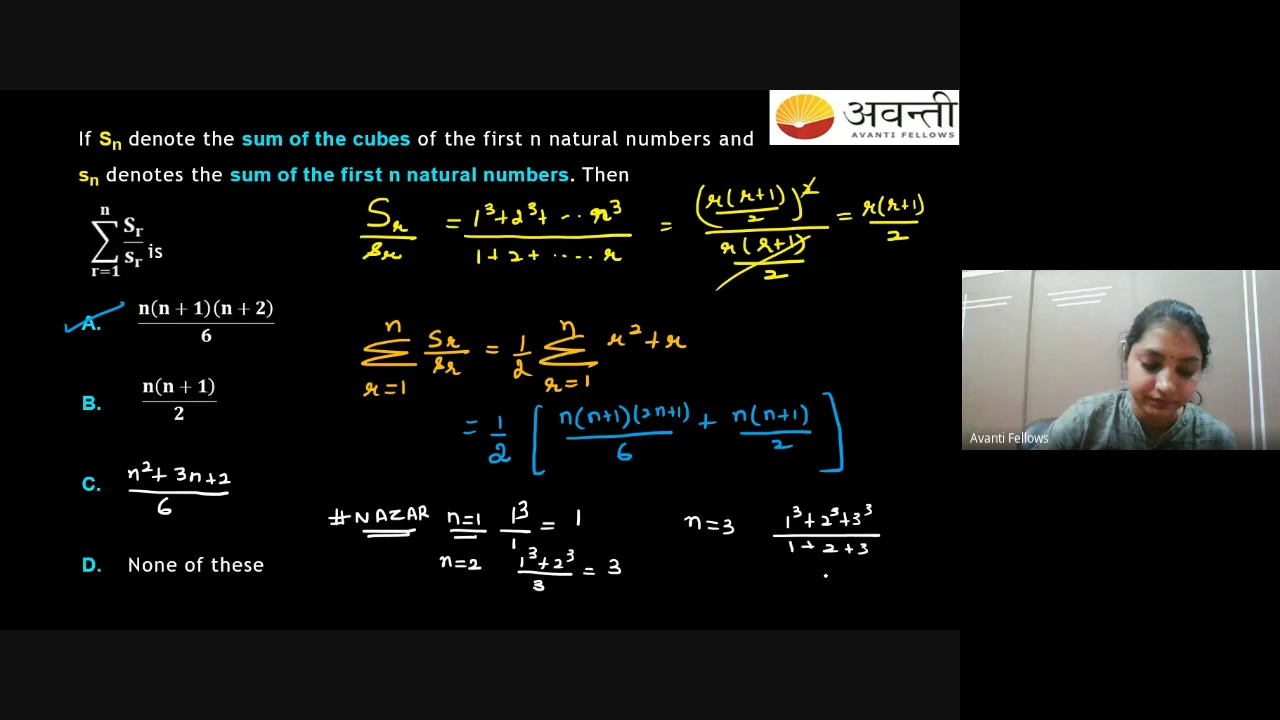 अवन्ती
AVANTI FELLOWS
If Sn denote the sum of the cubes of the first n natural numbers and
sn denotes the sum of the first n natural numbers. Then
n∑r=1 Sr/sr is
Sr/sr = 1³+2³+ ·· r³/1+2+ ···· r = (r(r+1)/2)²/r(r+1)/2 = r(r+1)/2
A. n(n + 1)(n + 2)/6
n∑r=1 Sr/sr = 1/2 n∑r=1 r²+r
B. n(n + 1)/2
= 1/2 [ n(n+1)(2n+1)/6 + n(n+1)/2 ]
Avanti Fellows
C. n²+3n+2/6
#NAZAR n=1 1³/1 = 1
n=2 1³+2³/3 = 3
n=3 1³+2³+3³/1+2+3
D. None of these